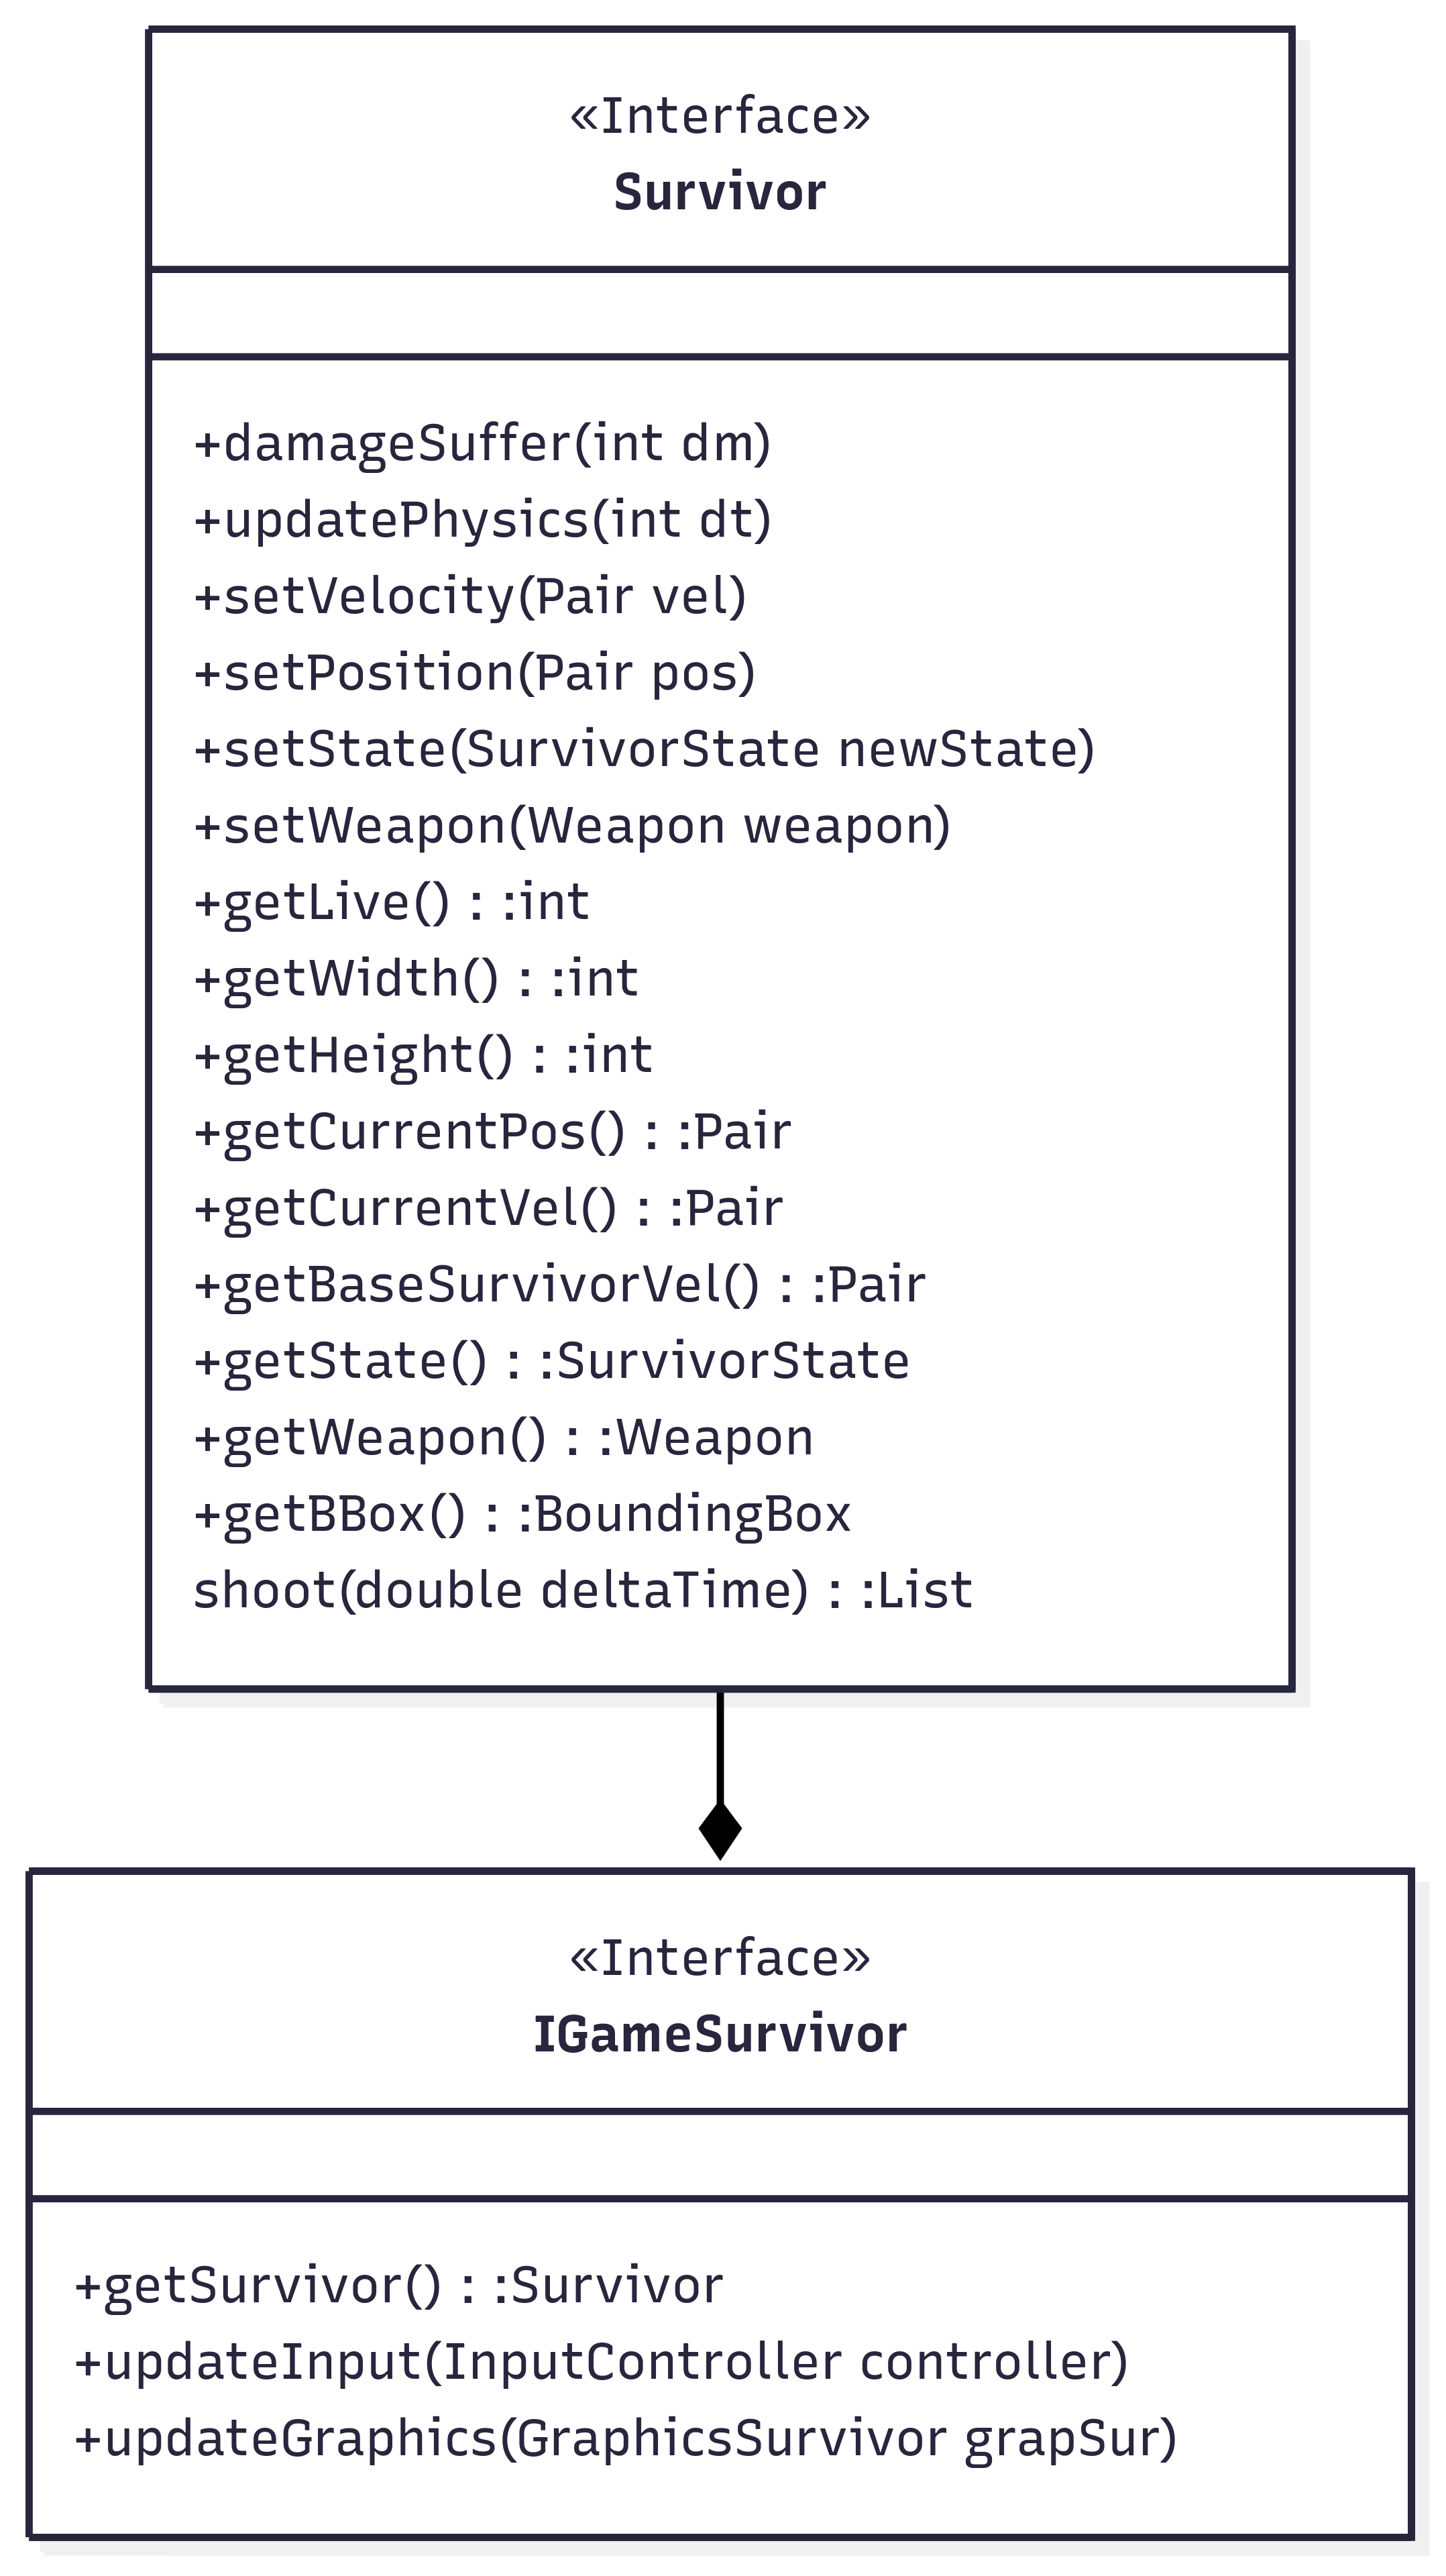 «Interface»
Survivor
+damageSuffer(int dm)
+updatePhysics(int dt)
+setVelocity(Pair vel)
+setPosition(Pair pos)
+setState(SurvivorState newState)
+setWeapon(Weapon weapon)
+getLive() : :int
+getWidth() : :int
+getHeight() : :int
+getCurrentPos() : :Pair
+getCurrentVel() : :Pair
+getBaseSurvivorVel() : :Pair
+getState() : :SurvivorState
+getWeapon() : :Weapon
+getBBox() : :BoundingBox
shoot(double deltaTime) : :List
«Interface»
IGameSurvivor
+getSurvivor() : :Survivor
+updateInput(InputController controller)
+updateGraphics(GraphicsSurvivor grapSur)